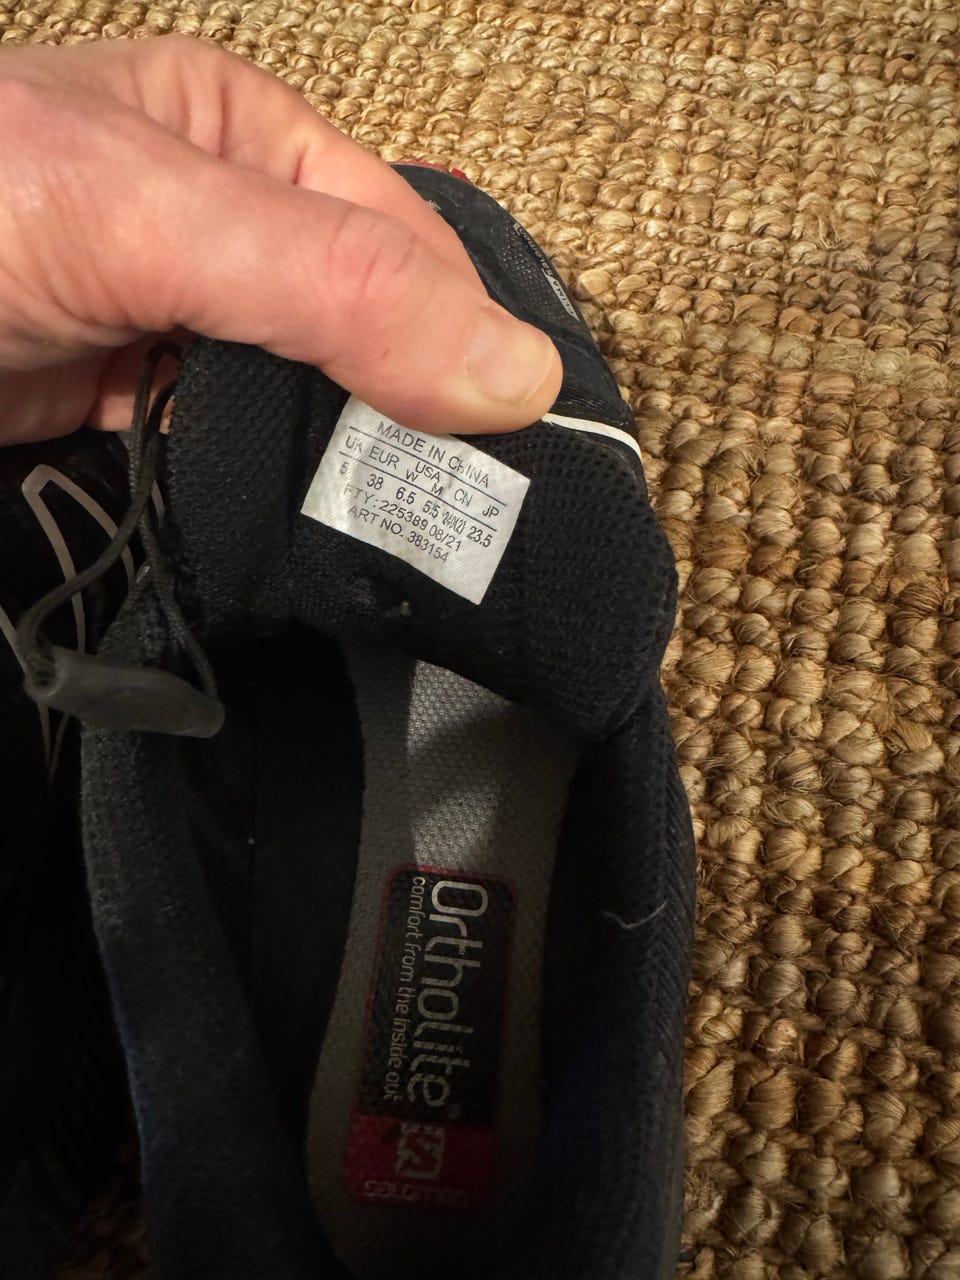 MADE IN CHINA
UK EUR USA CN JP
W M
5 38 6.5 5.5 23.5
FTY: 225389 08/21
ART NO. 383154
Ortholite®
comfort from the inside out
SALOMON